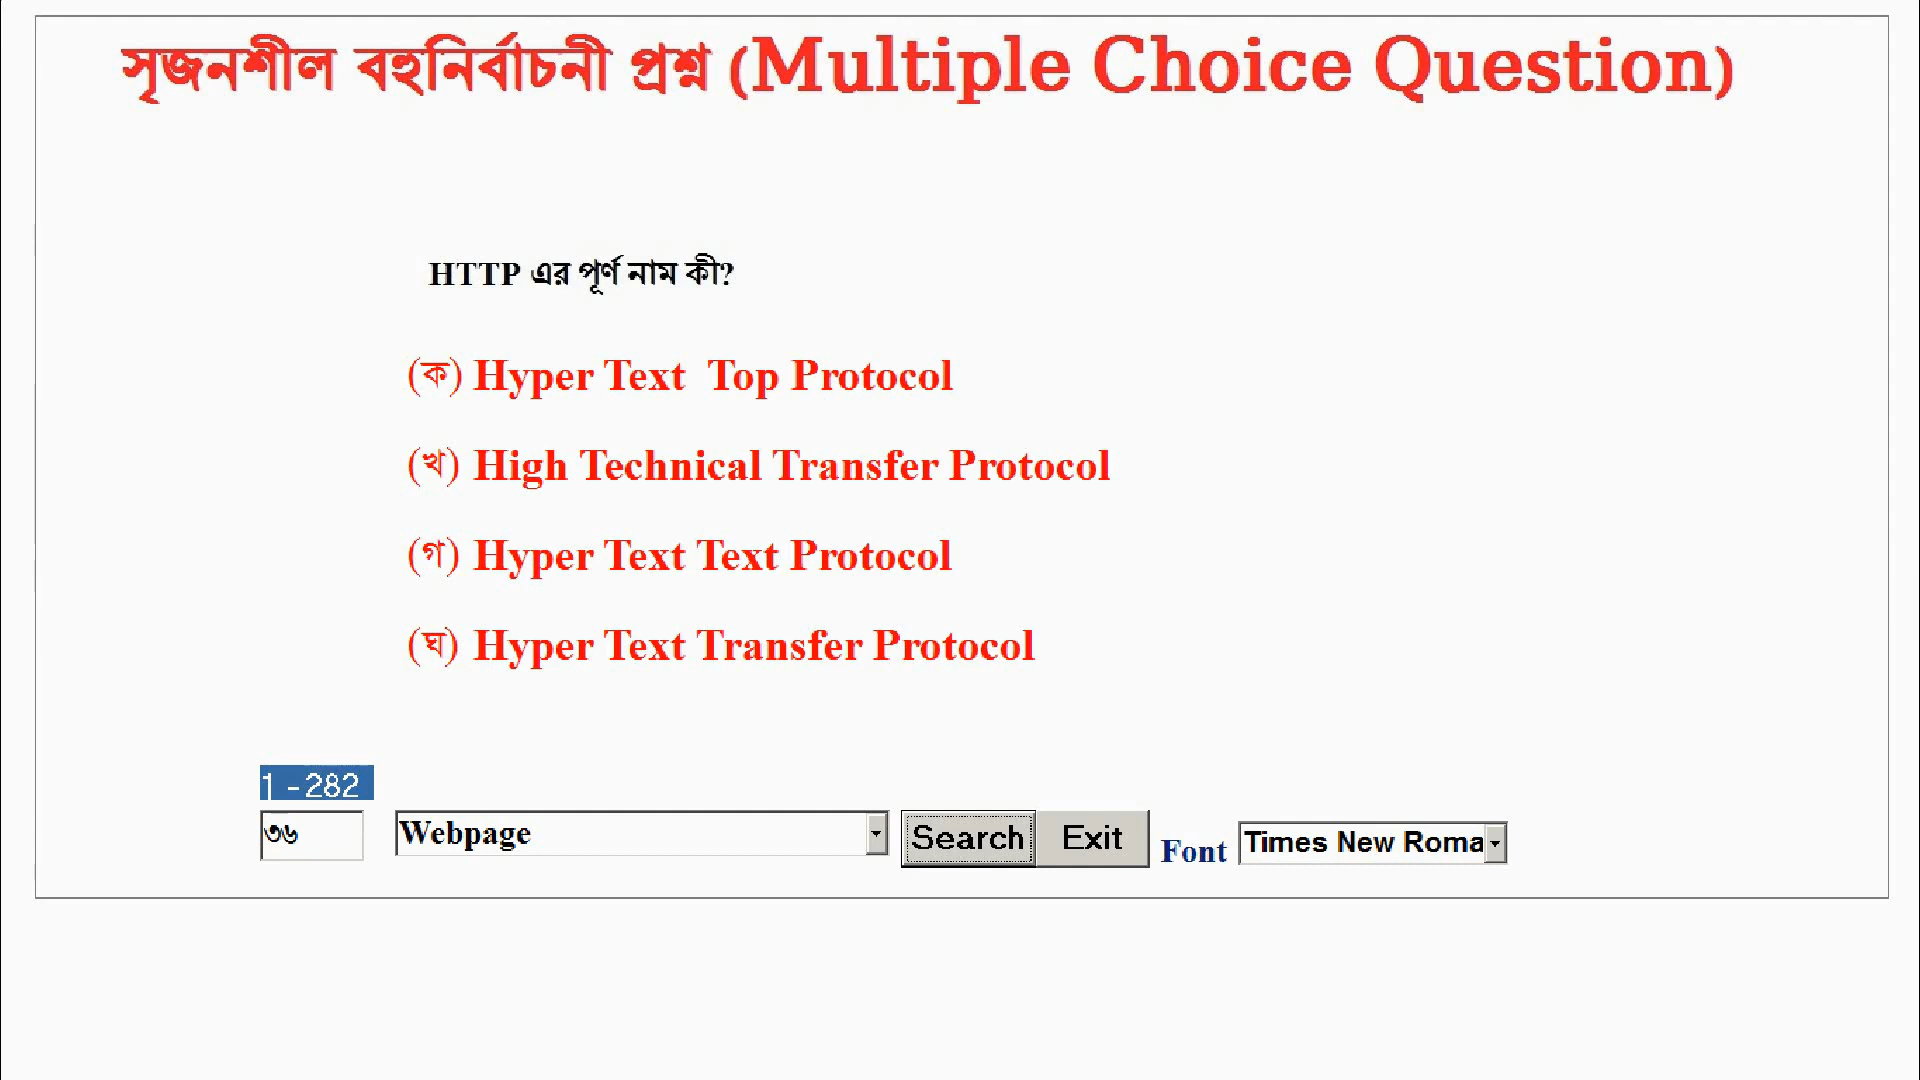 সৃজনশীল বহুনির্বাচনী প্রশ্ন (Multiple Choice Question)
HTTP এর পূর্ণ নাম কী?
(ক) Hyper Text  Top Protocol
(খ) High Technical Transfer Protocol
(গ) Hyper Text Text Protocol
(ঘ) Hyper Text Transfer Protocol
1 -282
৩৬ Webpage Search Exit Font Times New Roma